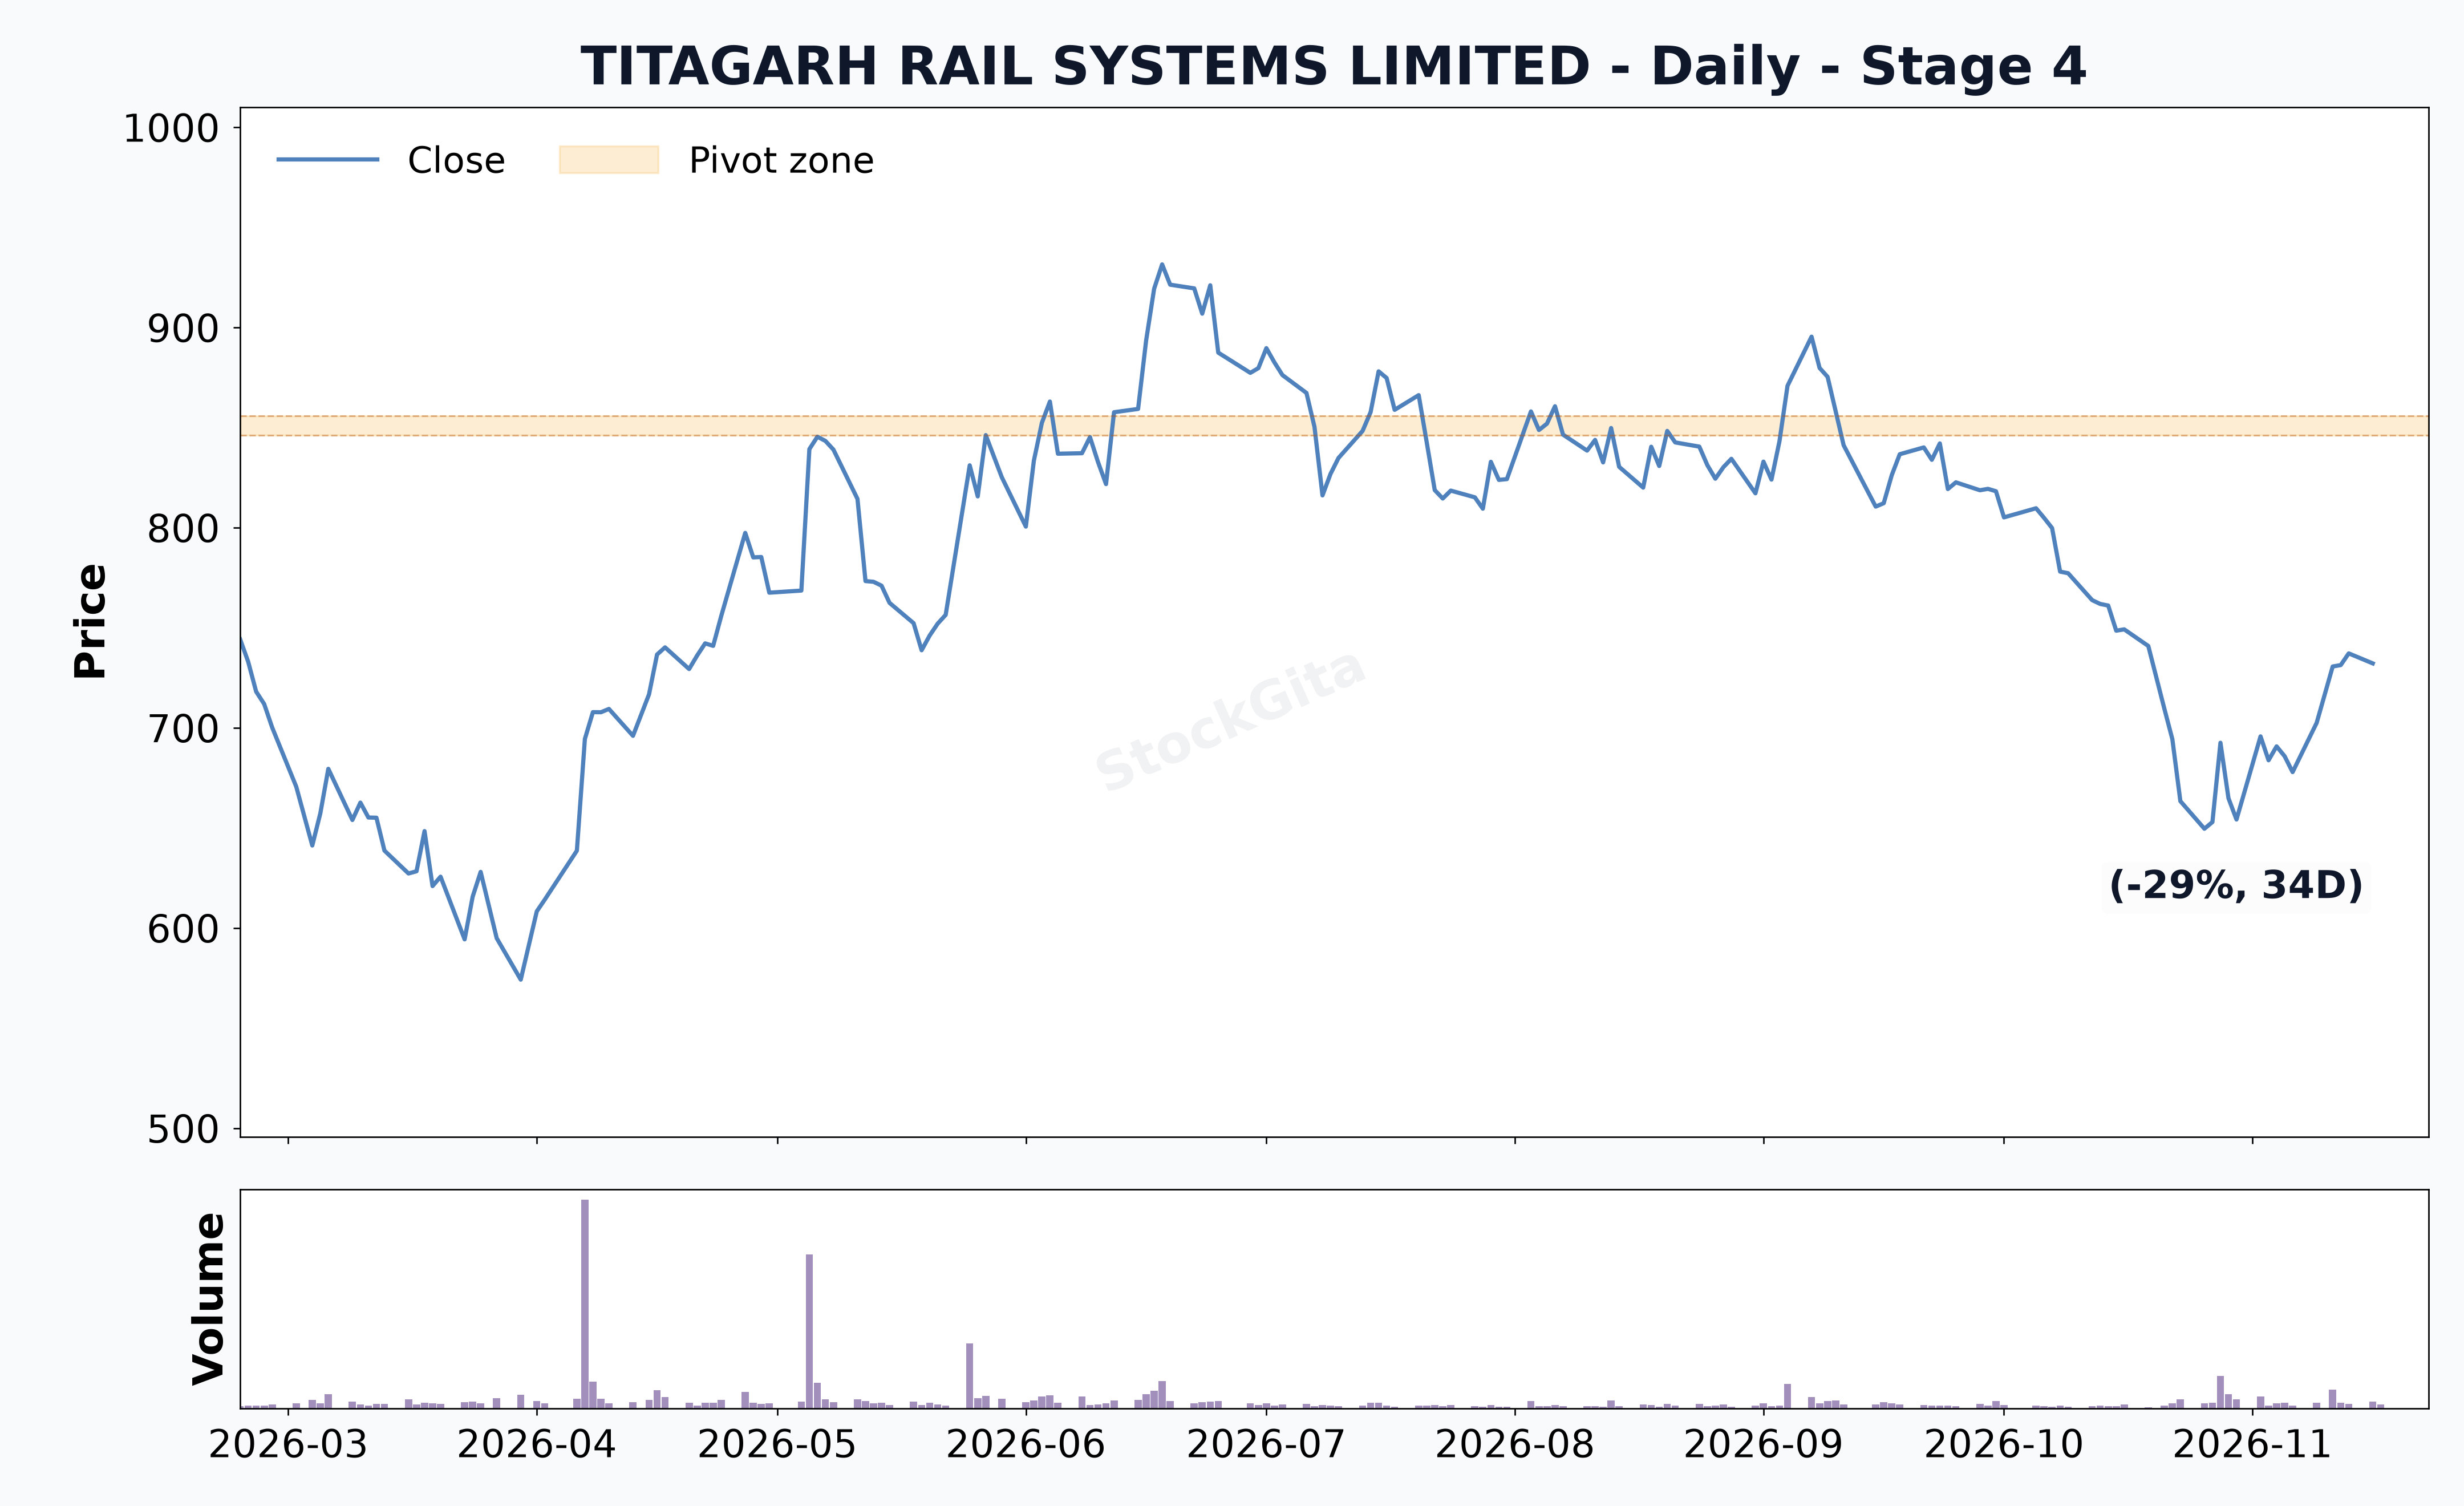 TITAGARH RAIL SYSTEMS LIMITED - Daily - Stage 4
1000
Close
Pivot zone
900
800
Price
700
StockGita
(-29%, 34D)
600
500
Volume
2026-03
2026-04
2026-05
2026-06
2026-07
2026-08
2026-09
2026-10
2026-11